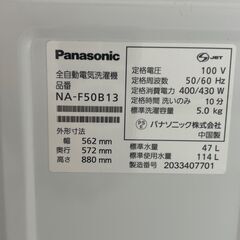 Panasonic
全自動電気洗濯機
品番
NA-F50B13
外形寸法
幅 562 mm
奥行 572 mm
高さ 880 mm
JET
定格電圧 100 V
定格周波数 50/60 Hz
定格消費電力 400/430 W
定格時間 洗いのみ 10 分
標準洗濯容量 5.0 kg
パナソニック株式会社
中国製
標準水量 47 L
標準使用水量 114 L
製造番号 2033407701